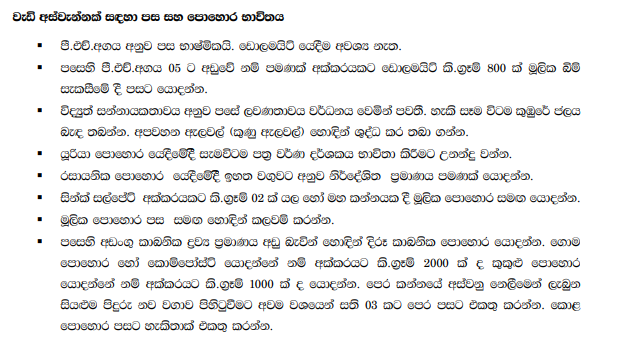 වැඩි අස්වැන්නක් සඳහා පස සහ පොහොර භාවිතය
▪ පී.එච්.අගය අනුව පස භාෂ්මිකයි. ඩොලමයිට් යෙදීම අවශ්‍ය නැත.
▪ පසෙහි පී.එච්.අගය 05 ට අඩුවේ නම් පමණක් අක්කරයකට ඩොලමයිට් කි.ග්‍රෑම් 800 ක් මූලික බිම්
සැකසීමේ දී පසට යොදන්න.
▪ විද්‍යුත් සන්නායකතාවය අනුව පසේ ලවණතාවය වර්ධනය වෙමින් පවතී. හැකි සෑම විටම කුඹුරේ ජලය
බැඳ තබන්න. අපවහන ඇලවල් (කුණු ඇලවල්) හොඳින් ශුද්ධ කර තබා ගන්න.
▪ යූරියා පොහොර යෙදීමේදී සැමවිටම පත්‍ර වර්ණ දර්ශකය භාවිතා කිරීමට උනන්දු වන්න.
▪ රසායනික පොහොර යෙදීමේදී ඉහත වගුවට අනුව නිර්දේශිත ප්‍රමාණය පමණක් යොදන්න.
▪ සින්ක් සල්පේට් අක්කරයකට කි.ග්‍රෑම් 02 ක් යල හෝ මහ කන්නයක දී මූලික පොහොර සමඟ යොදන්න.
▪ මූලික පොහොර පස සමඟ හොඳින් කලවම් කරන්න.
▪ පසෙහි අඩංගු කාබනික ද්‍රව්‍ය ප්‍රමාණය අඩු බැවින් හොඳින් දිරූ කාබනික පොහොර යොදන්න. ගොම
පොහොර හෝ කොම්පෝස්ට් යොදන්නේ නම් අක්කරයට කි.ග්‍රෑම් 2000 ක් ද කුකුළු පොහොර
යොදන්නේ නම් අක්කරයට කි.ග්‍රෑම් 1000 ක් ද යොදන්න. පෙර කන්නයේ අස්වනු නෙලීමෙන් ලැබුන
සියළුම පිදුරු නව වගාව පිහිටුවීමට අවම වශයෙන් සති 03 කට පෙර පසට එකතු කරන්න. කොළ
පොහොර පසට හැකිතාක් එකතු කරන්න.